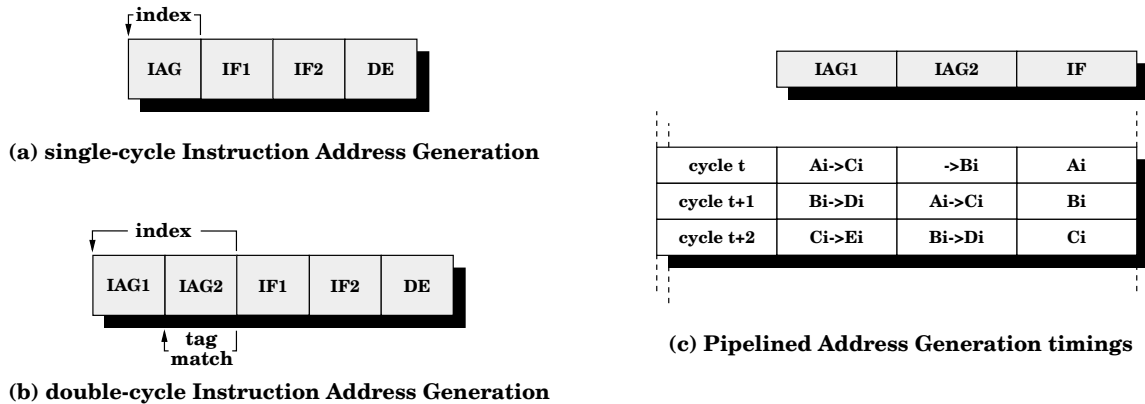 index
IAG IF1 IF2 DE
(a) single-cycle Instruction Address Generation
index
IAG1 IAG2 IF1 IF2 DE
tag
match
(b) double-cycle Instruction Address Generation
IAG1 IAG2 IF
cycle t Ai->Ci ->Bi Ai
cycle t+1 Bi->Di Ai->Ci Bi
cycle t+2 Ci->Ei Bi->Di Ci
(c) Pipelined Address Generation timings